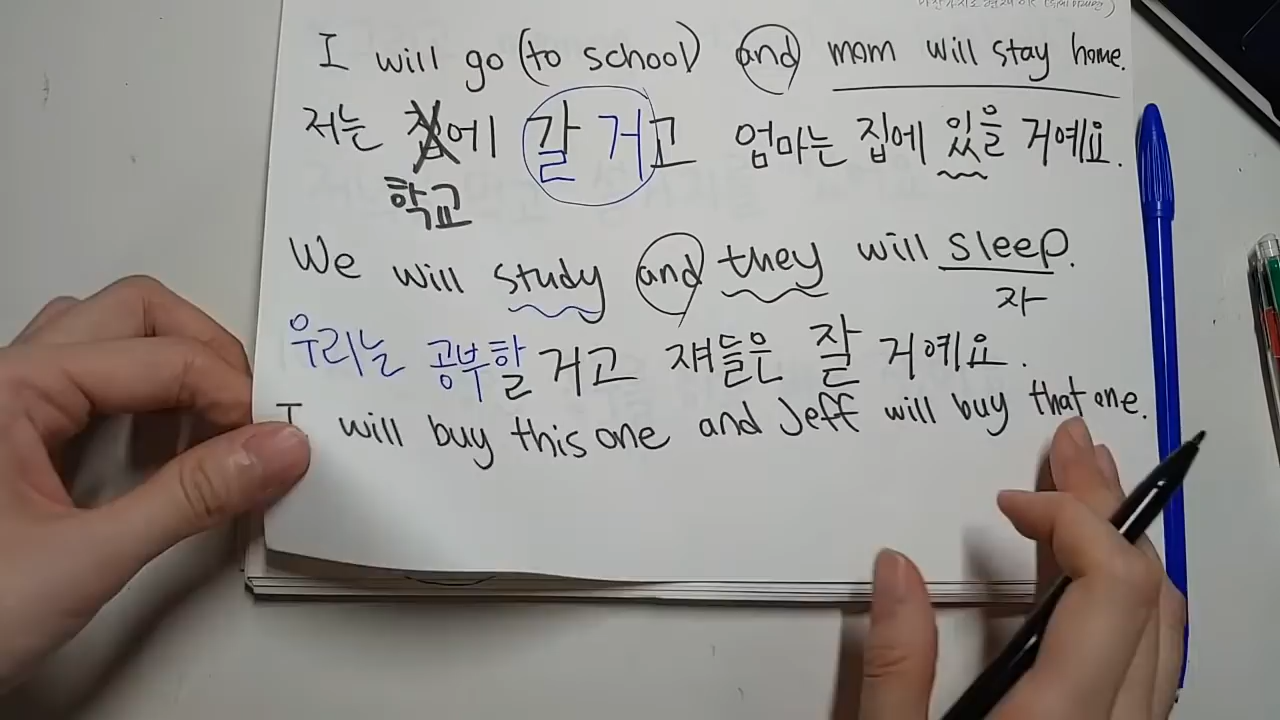 I will go (to school) and mom will stay home.
저는 집에 갈 거고 엄마는 집에 있을 거예요.
학교
We will study and they will sleep.
자
우리는 공부할 거고 쟤들은 잘 거예요.
I will buy this one and Jeff will buy that one.